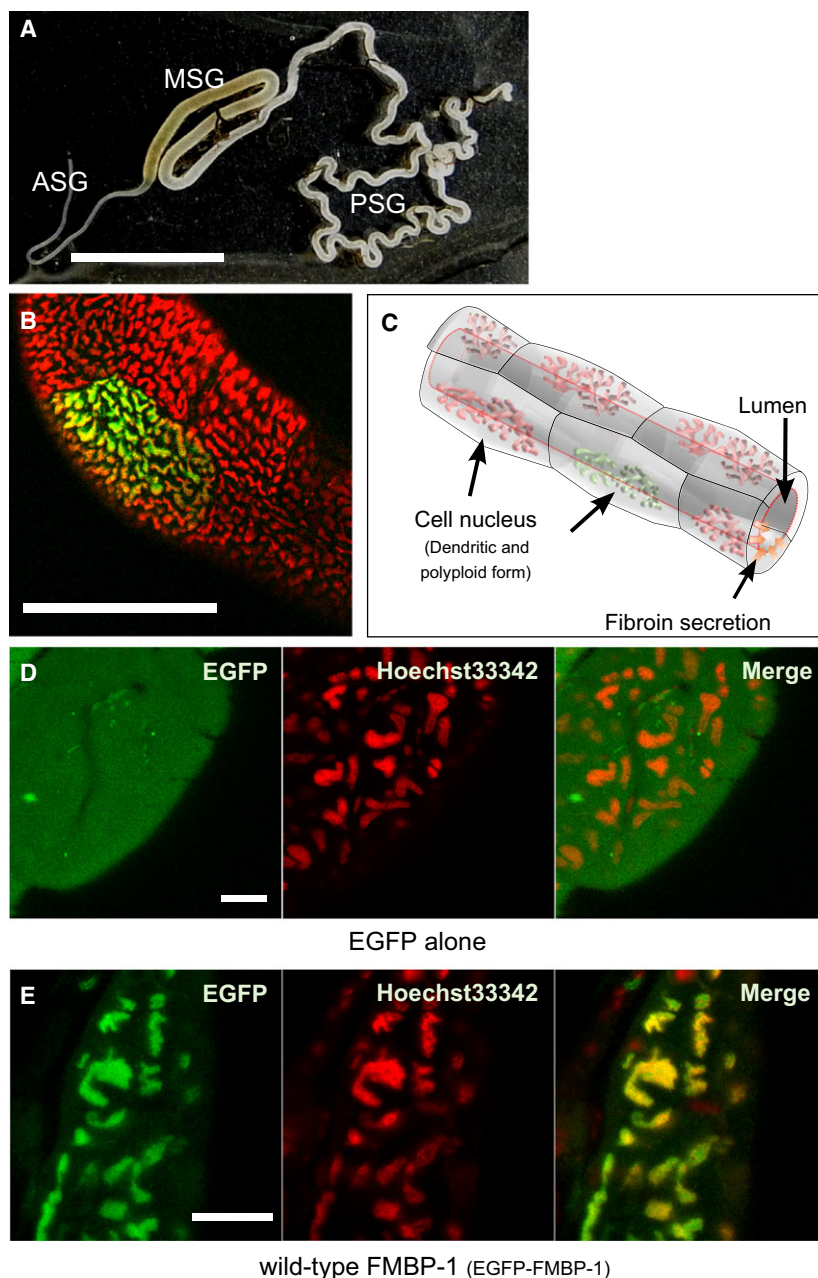 A
MSG
ASG
PSG
B
C
Lumen
Cell nucleus
(Dendritic and
polyploid form)
Fibroin secretion
D
EGFP
Hoechst33342
Merge
EGFP alone
E
EGFP
Hoechst33342
Merge
wild-type FMBP-1 (EGFP-FMBP-1)